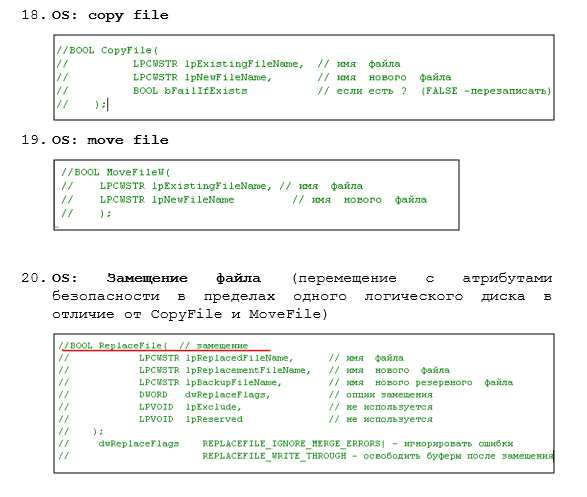 18. OS: copy file
//BOOL CopyFile(
// LPCWSTR lpExistingFileName, // имя файла
// LPCWSTR lpNewFileName, // имя нового файла
// BOOL bFailIfExists // если есть ? (FALSE -перезаписать)
// );
19. OS: move file
//BOOL MoveFileW(
// LPCWSTR lpExistingFileName, // имя файла
// LPCWSTR lpNewFileName // имя нового файла
// );
20. OS: Замещение файла (перемещение с атрибутами
безопасности в пределах одного логического диска в
отличие от CopyFile и MoveFile)
//BOOL ReplaceFile( // замещение
// LPCWSTR lpReplacedFileName, // имя файла
// LPCWSTR lpReplacementFileName, // имя нового файла
// LPCWSTR lpBackupFileName, // имя нового резервного файла
// DWORD dwReplaceFlags, // опции замещения
// LPVOID lpExclude, // не используется
// LPVOID lpReserved // не используется
// );
// dwReplaceFlags REPLACEFILE_IGNORE_MERGE_ERRORS| - игнорировать ошибки
// REPLACEFILE_WRITE_THROUGH - освободить буферы после замещения